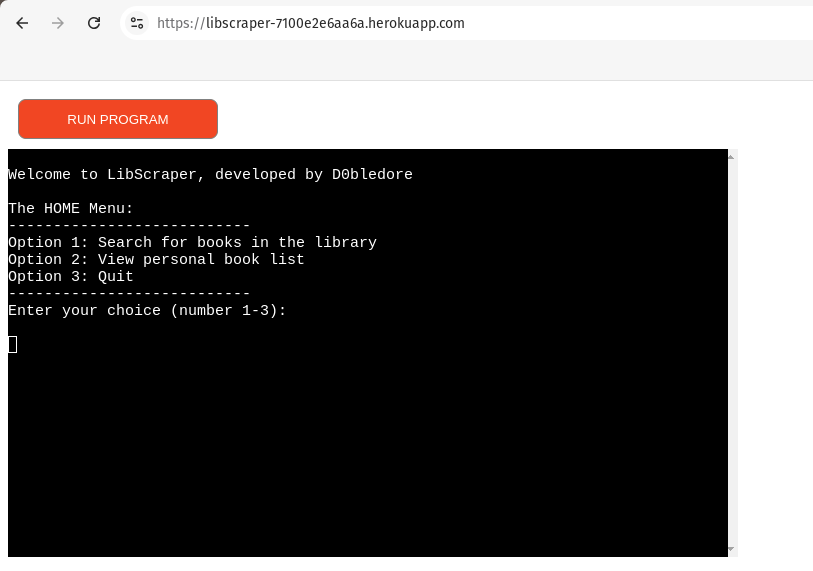 https://libscraper-7100e2e6aa6a.herokuapp.com
RUN PROGRAM
Welcome to LibScraper, developed by D0bledore
The HOME Menu:
---------------------------
Option 1: Search for books in the library
Option 2: View personal book list
Option 3: Quit
---------------------------
Enter your choice (number 1-3):